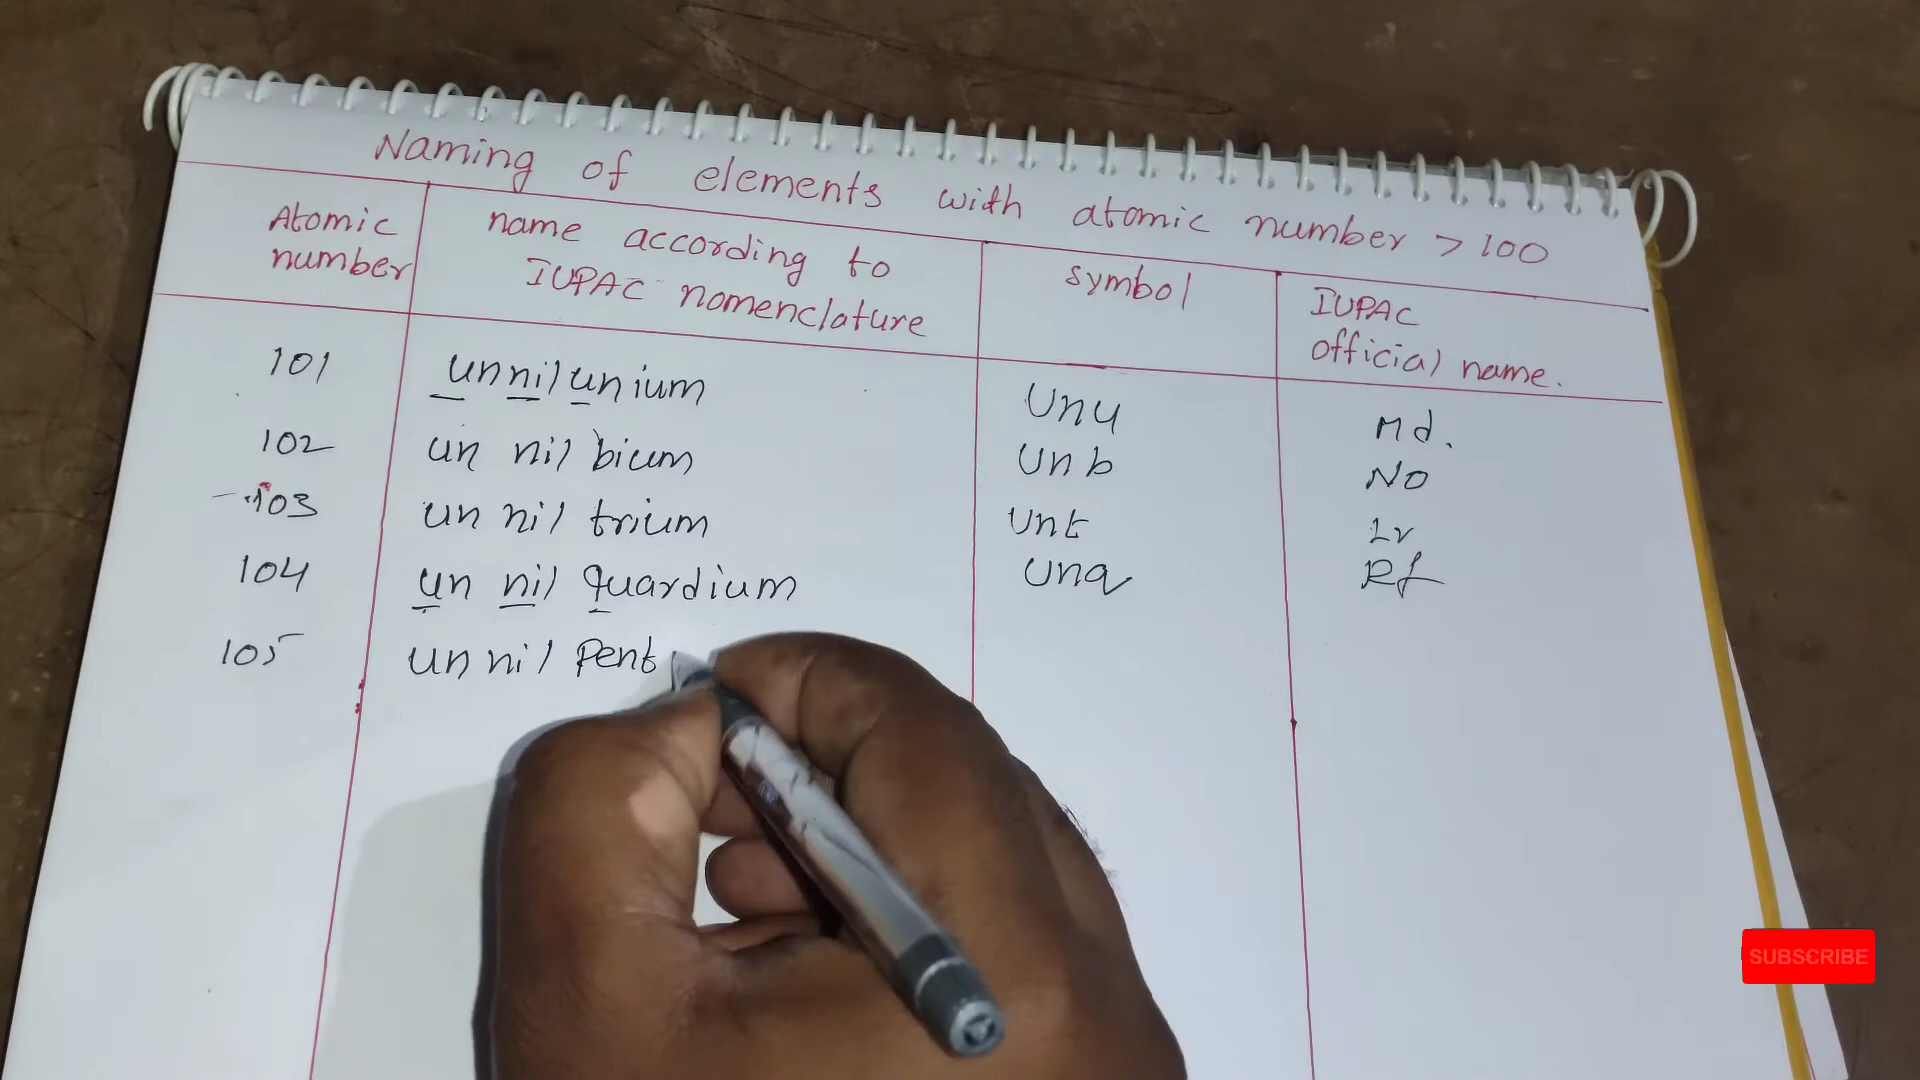 Naming of elements with atomic number > 100
Atomic number
name according to IUPAC nomenclature
symbol
IUPAC official name.
101 unnilunium Unu Md.
102 un nil bium Unb No
103 un nil trium Unt Lr
104 un nil quardium Unq Rf
105 un nil pent
SUBSCRIBE